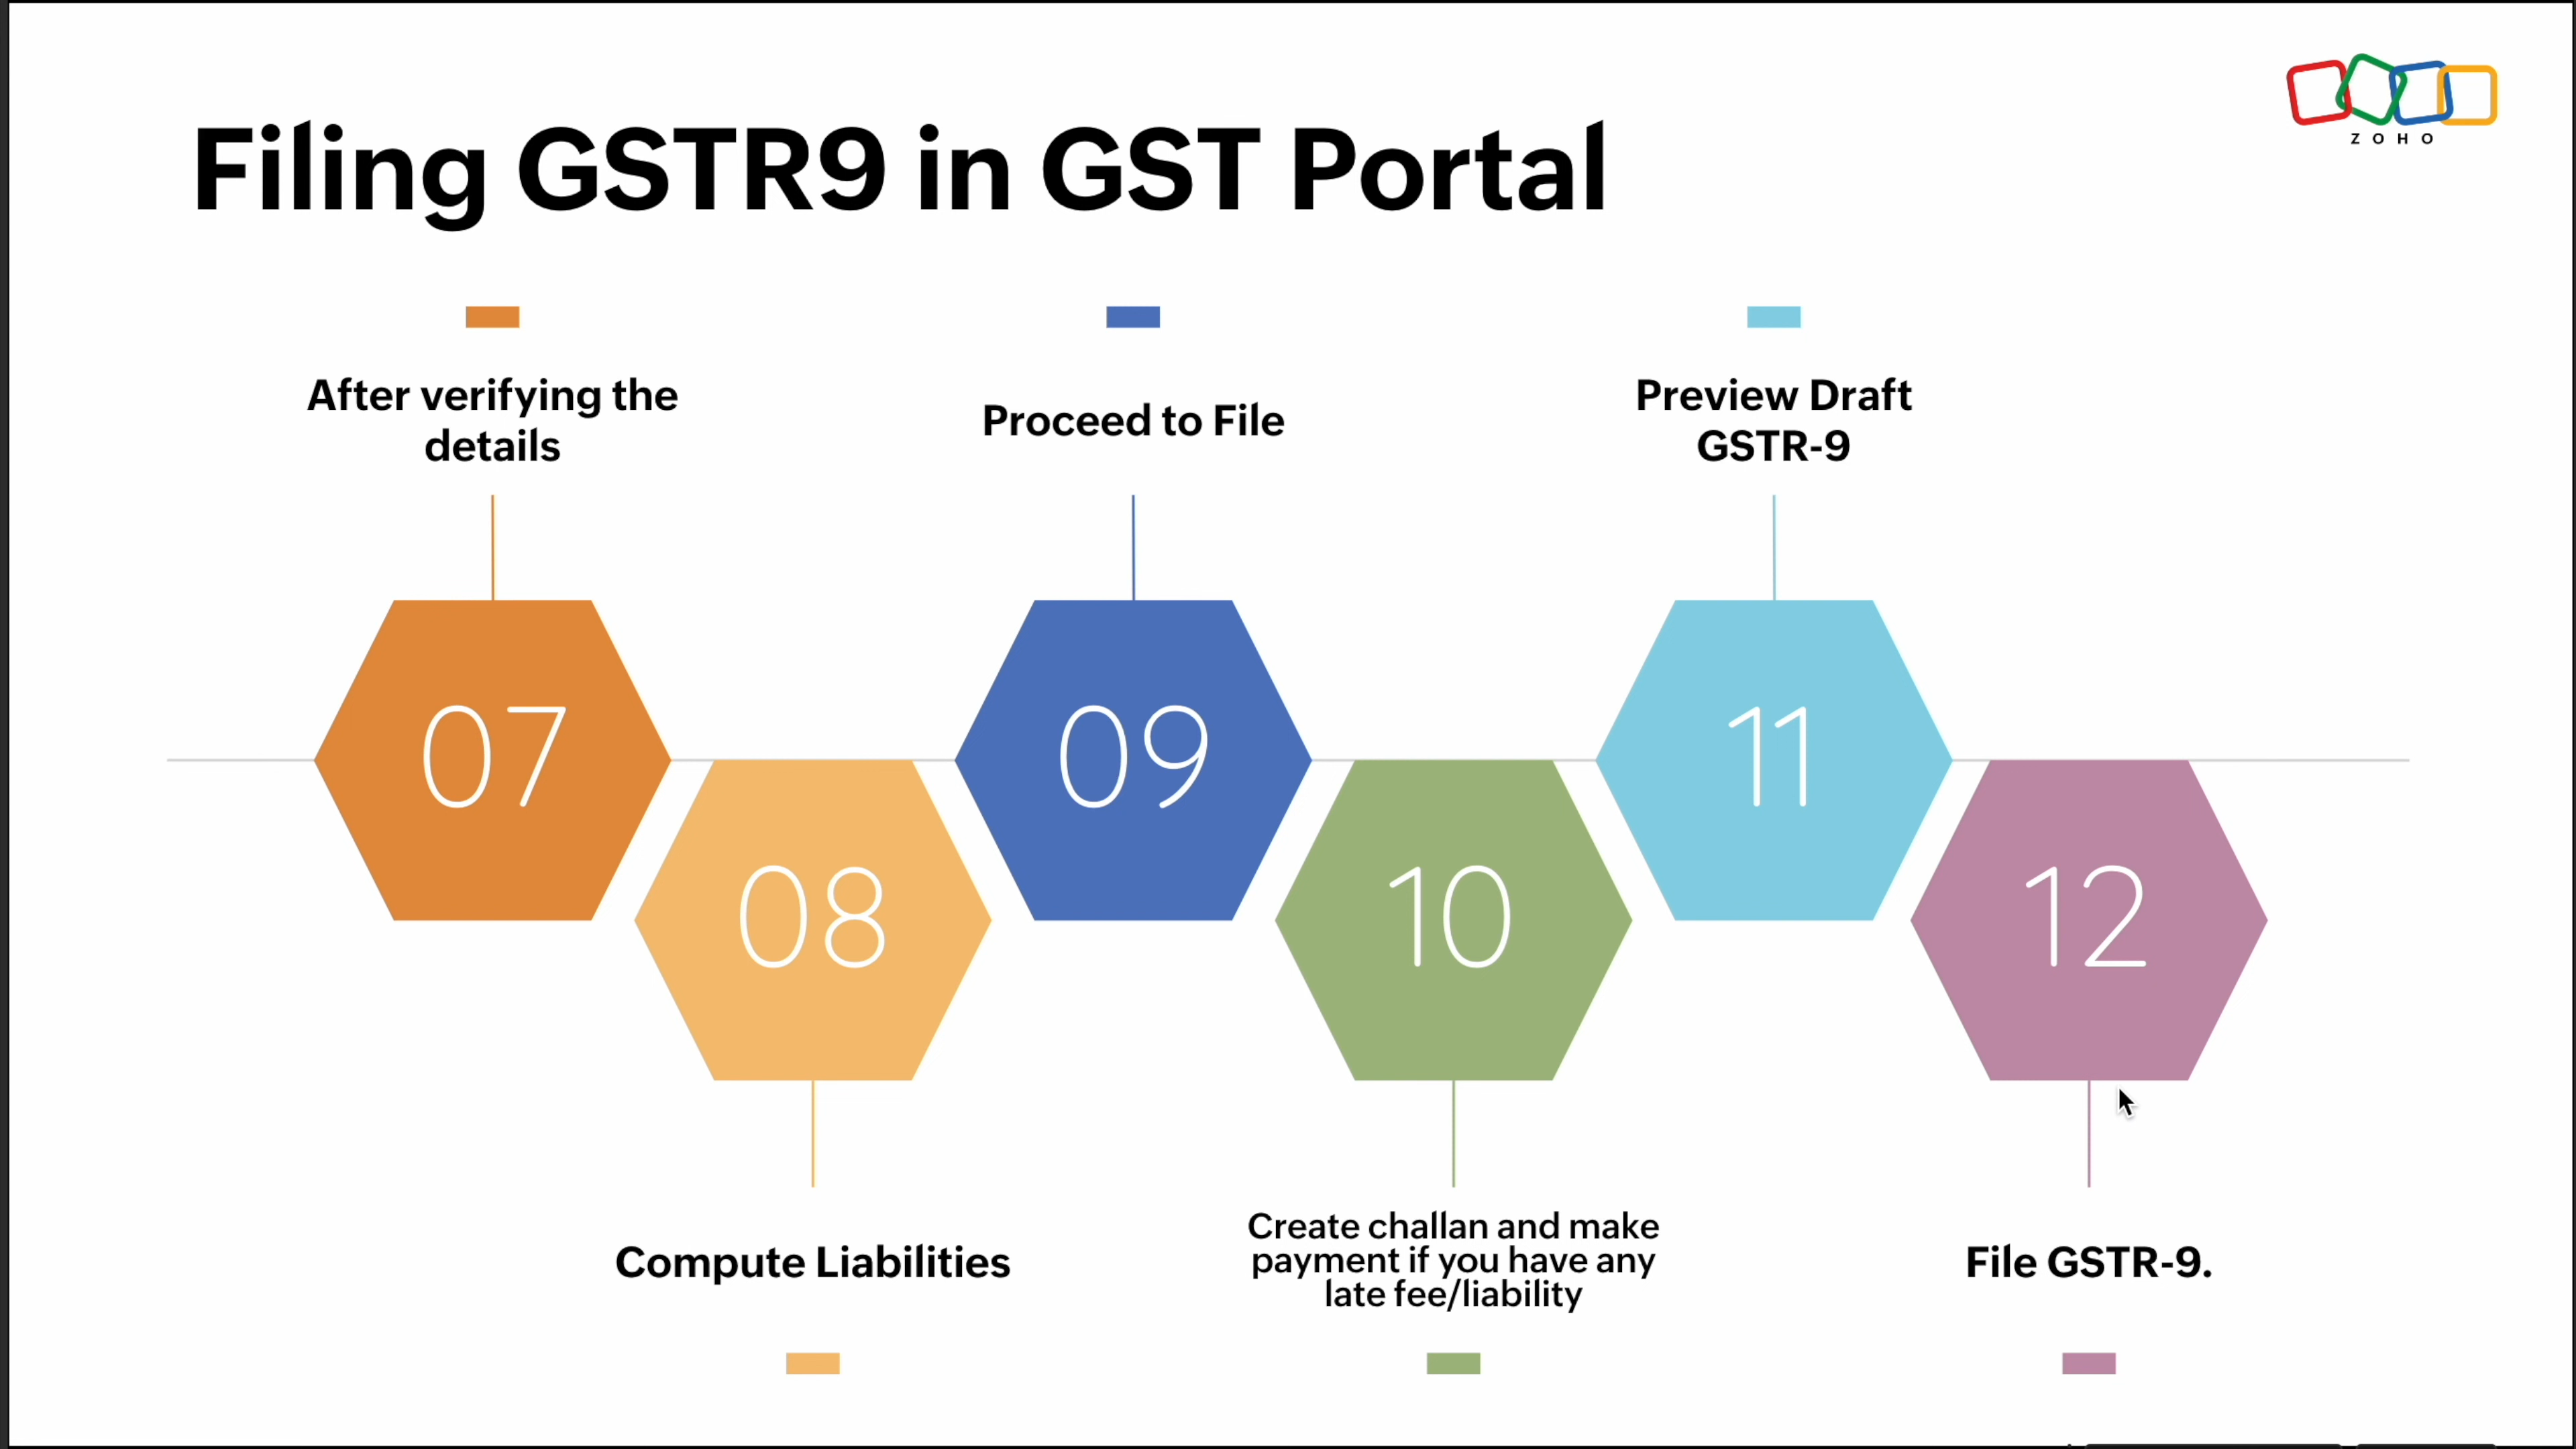 ZOHO
Filing GSTR9 in GST Portal
After verifying the
details
07
Compute Liabilities
08
Proceed to File
09
Create challan and make
payment if you have any
late fee/liability
10
Preview Draft
GSTR-9
11
File GSTR-9.
12